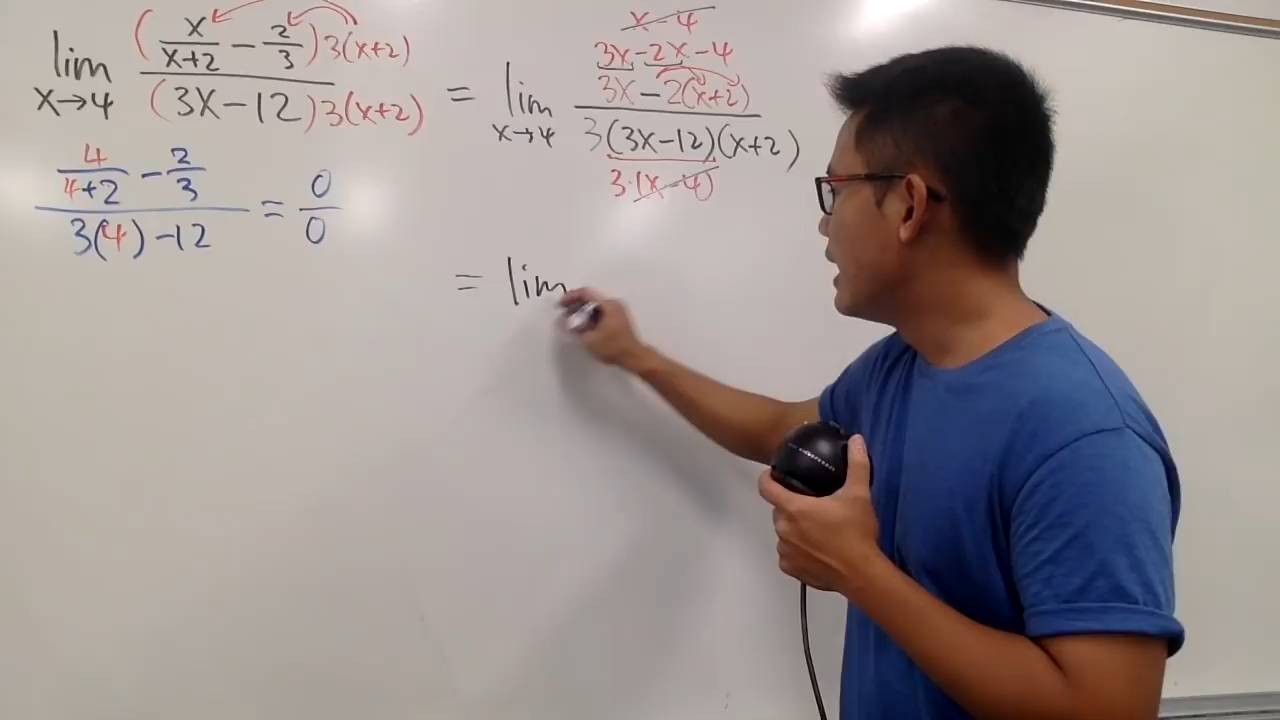 lim x→4 ((x/(x+2) - 2/3) 3(x+2)) / ((3x-12) 3(x+2))
= lim x→4 (3x-2(x+2)) / (3(3x-12)(x+2))
x-4
3x-2x-4
3·(x-4)
(4/(4+2) - 2/3) / (3(4)-12) = 0/0
= lim